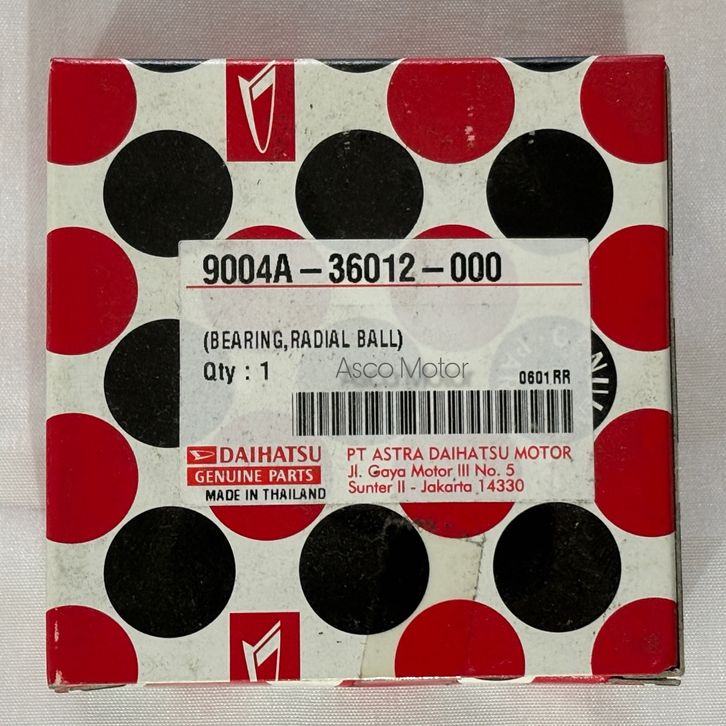 9004A-36012-000
(BEARING,RADIAL BALL)
Qty : 1
Asco Motor
0601RR
DAIHATSU
GENUINE PARTS
MADE IN THAILAND
PT ASTRA DAIHATSU MOTOR
Jl. Gaya Motor III No. 5
Sunter II - Jakarta 14330